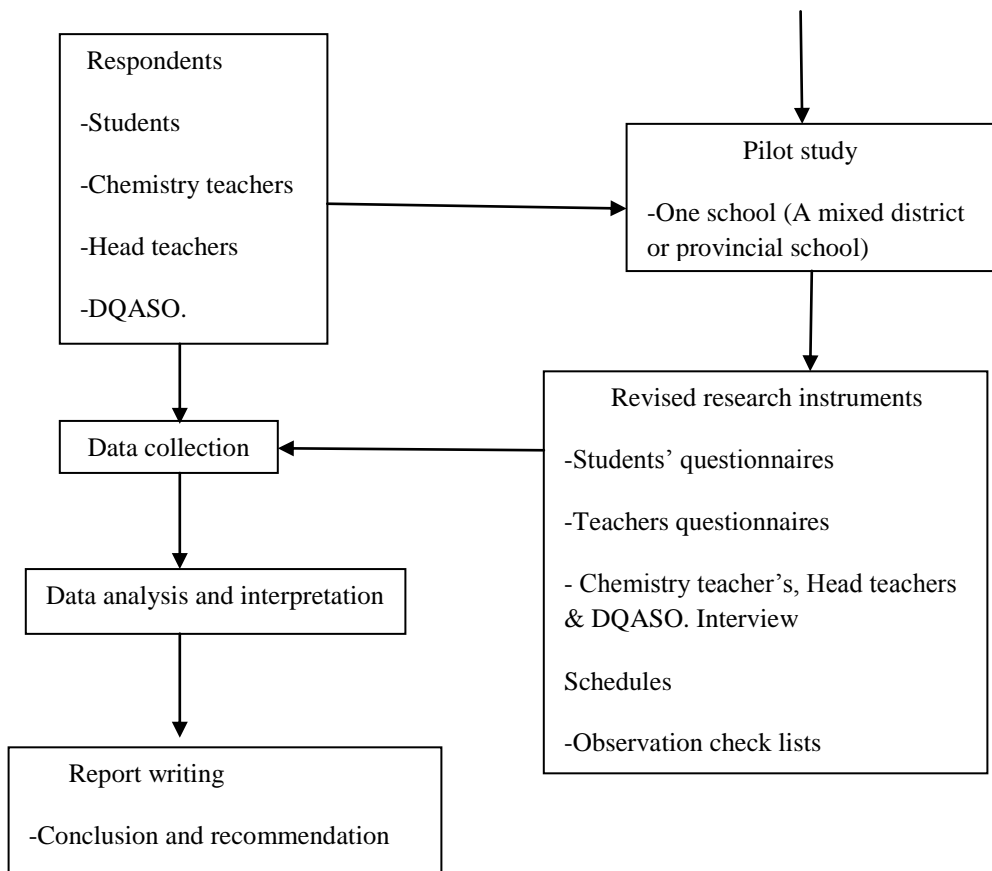 Respondents
-Students
-Chemistry teachers
-Head teachers
-DQASO.
Pilot study
-One school (A mixed district
or provincial school)
Revised research instruments
-Students’ questionnaires
-Teachers questionnaires
- Chemistry teacher’s, Head teachers
& DQASO. Interview
Schedules
-Observation check lists
Data collection
Data analysis and interpretation
Report writing
-Conclusion and recommendation